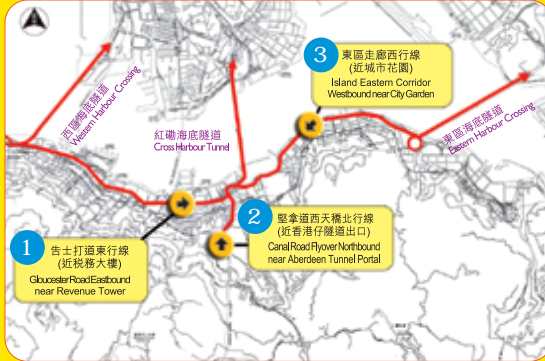 西區海底隧道
Western Harbour Crossing
紅磡海底隧道
Cross Harbour Tunnel
3
東區走廊西行線
(近城市花園)
Island Eastern Corridor
Westbound near City Garden
東區海底隧道
Eastern Harbour Crossing
1
告士打道東行線
(近稅務大樓)
Gloucester Road Eastbound
near Revenue Tower
2
堅拿道西天橋北行線
(近香港仔隧道出口)
Canal Road Flyover Northbound
near Aberdeen Tunnel Portal